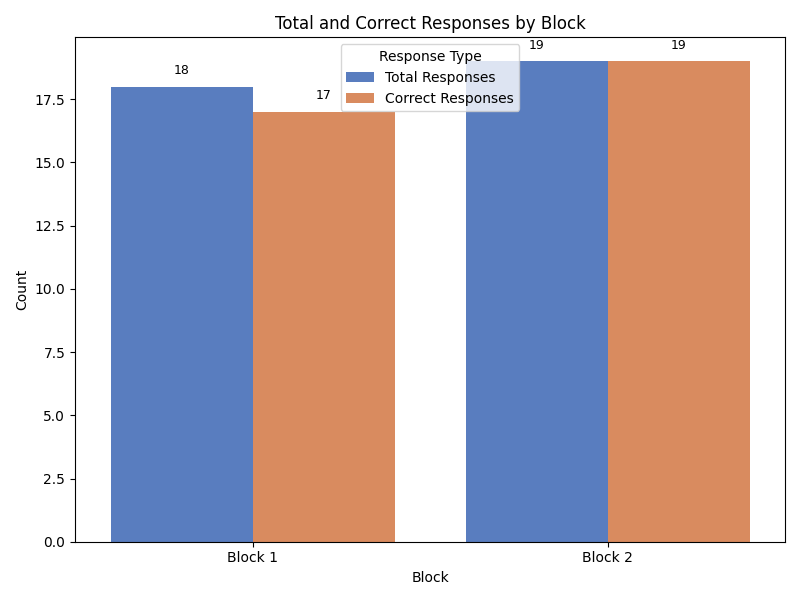 Total and Correct Responses by Block
19
19
18
17
Response Type
Total Responses
Correct Responses
17.5
15.0
12.5
10.0
7.5
5.0
2.5
0.0
Count
Block 1
Block 2
Block